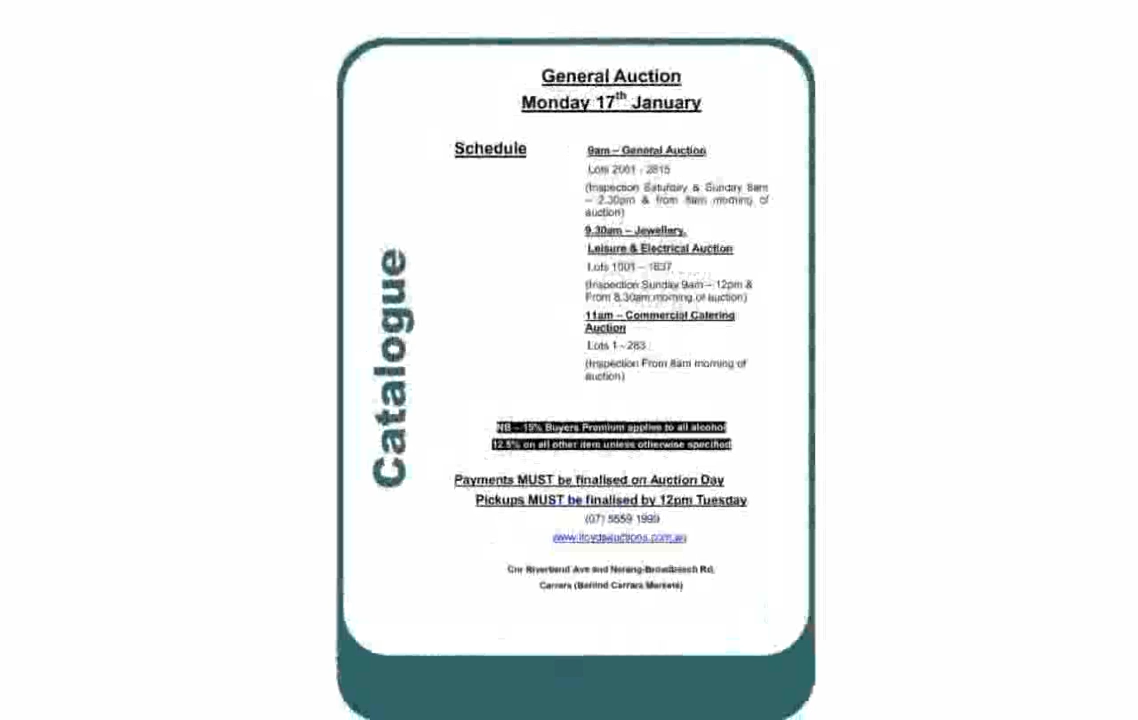 General Auction
Monday 17th January
Schedule
9am – General Auction
Lots 2001 - 2815
(Inspection Saturday & Sunday 8am
– 2.30pm & from 8am morning of
auction)
9.30am – Jewellery,
Leisure & Electrical Auction
Lots 1001 – 1637
(Inspection Sunday 9am – 12pm &
From 8.30am morning of auction)
11am – Commercial Catering
Auction
Lots 1 - 283
(Inspection From 8am morning of
auction)
Catalogue
NB – 15% Buyers Premium applies to all alcohol
12.5% on all other item unless otherwise specified
Payments MUST be finalised on Auction Day
Pickups MUST be finalised by 12pm Tuesday
(07) 5559 1999
www.lloydsauctions.com.au
Cnr Riverbend Ave and Nerang-Broadbeach Rd,
Carrara (Behind Carrara Markets)